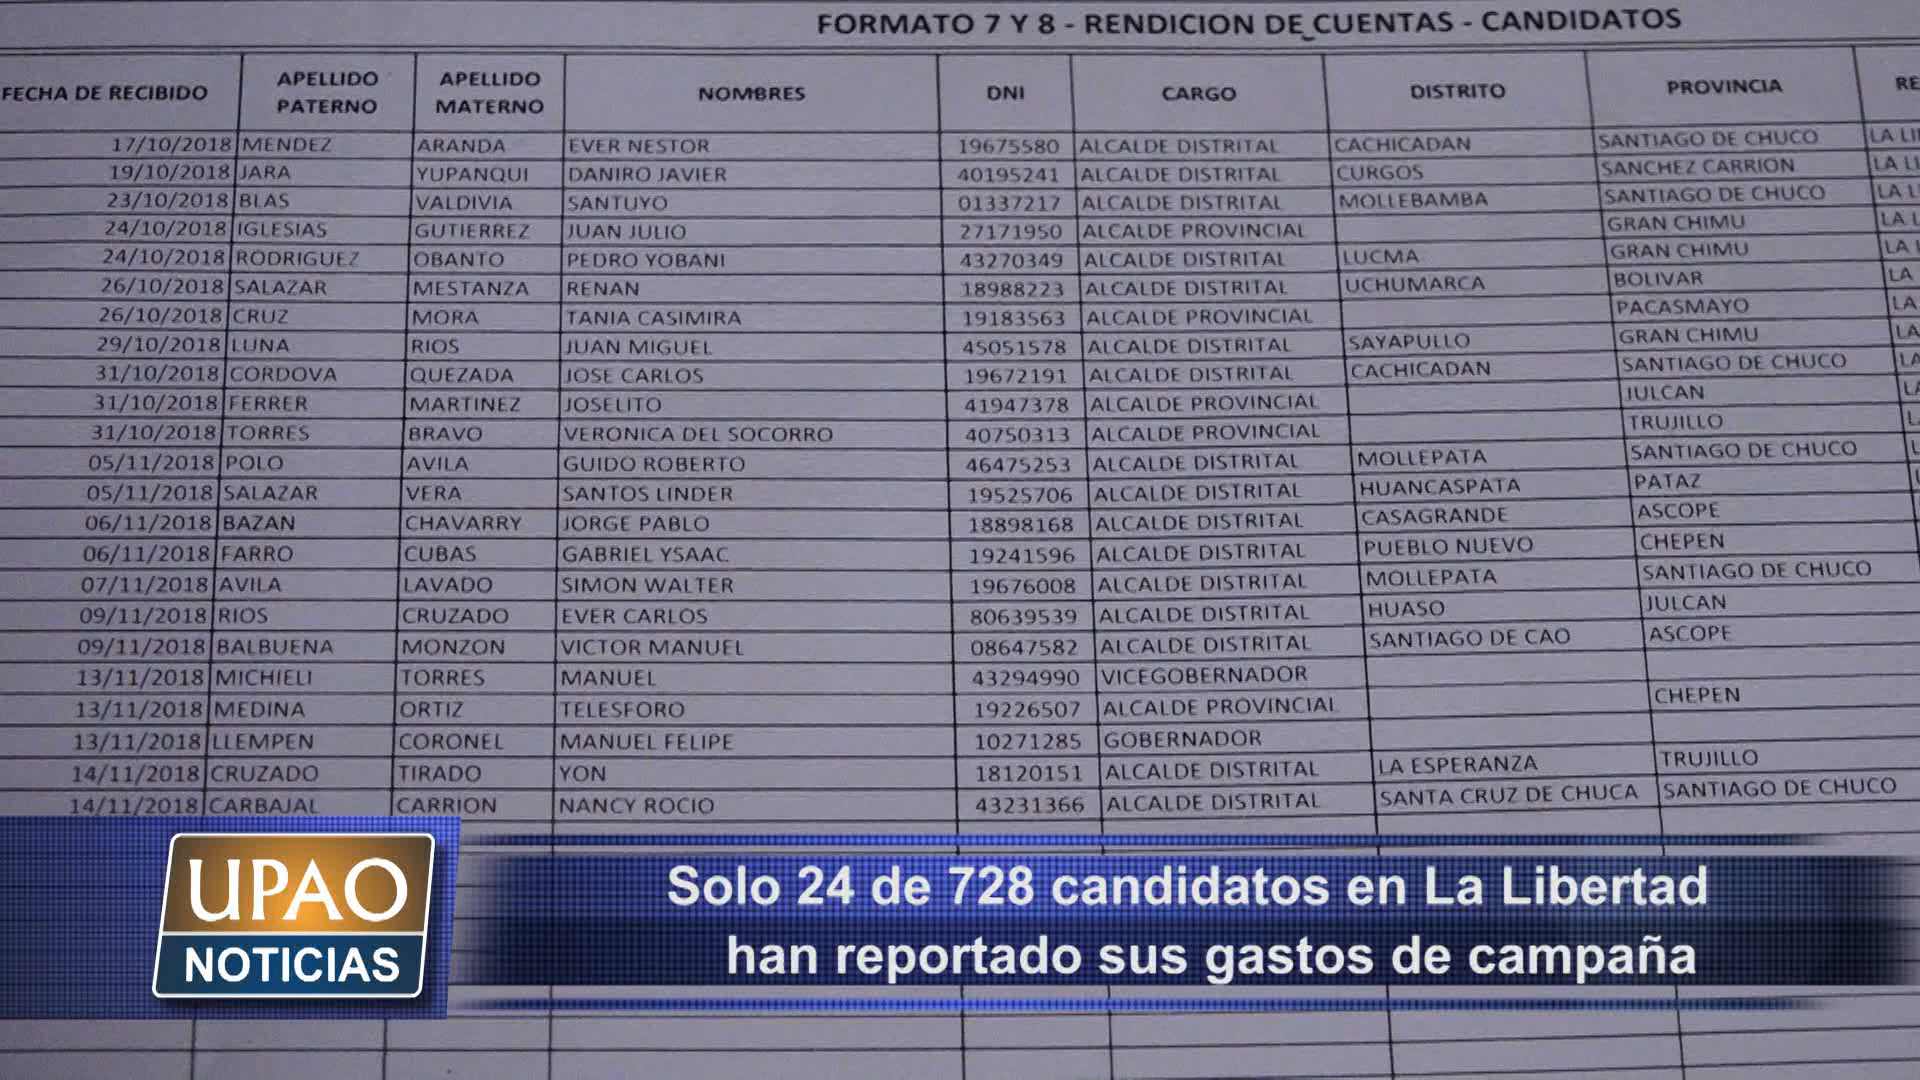 FORMATO 7 Y 8 - RENDICION DE CUENTAS - CANDIDATOS
FECHA DE RECIBIDO APELLIDO PATERNO APELLIDO MATERNO NOMBRES DNI CARGO DISTRITO PROVINCIA RE
17/10/2018 MENDEZ ARANDA EVER NESTOR 19675580 ALCALDE DISTRITAL CACHICADAN SANTIAGO DE CHUCO LA LI
19/10/2018 JARA YUPANQUI DANIRO JAVIER 40195241 ALCALDE DISTRITAL CURGOS SANCHEZ CARRION LA LI
23/10/2018 BLAS VALDIVIA SANTUYO 01337217 ALCALDE DISTRITAL MOLLEBAMBA SANTIAGO DE CHUCO LA L
24/10/2018 IGLESIAS GUTIERREZ JUAN JULIO 27171950 ALCALDE PROVINCIAL GRAN CHIMU LA L
24/10/2018 RODRIGUEZ OBANTO PEDRO YOBANI 43270349 ALCALDE DISTRITAL LUCMA GRAN CHIMU LA L
26/10/2018 SALAZAR MESTANZA RENAN 18988223 ALCALDE DISTRITAL UCHUMARCA BOLIVAR LA
26/10/2018 CRUZ MORA TANIA CASIMIRA 19183563 ALCALDE PROVINCIAL PACASMAYO LA
29/10/2018 LUNA RIOS JUAN MIGUEL 45051578 ALCALDE DISTRITAL SAYAPULLO GRAN CHIMU LA
31/10/2018 CORDOVA QUEZADA JOSE CARLOS 19672191 ALCALDE DISTRITAL CACHICADAN SANTIAGO DE CHUCO LA
31/10/2018 FERRER MARTINEZ JOSELITO 41947378 ALCALDE PROVINCIAL JULCAN
31/10/2018 TORRES BRAVO VERONICA DEL SOCORRO 40750313 ALCALDE PROVINCIAL TRUJILLO
05/11/2018 POLO AVILA GUIDO ROBERTO 46475253 ALCALDE DISTRITAL MOLLEPATA SANTIAGO DE CHUCO
05/11/2018 SALAZAR VERA SANTOS LINDER 19525706 ALCALDE DISTRITAL HUANCASPATA PATAZ
06/11/2018 BAZAN CHAVARRY JORGE PABLO 18898168 ALCALDE DISTRITAL CASAGRANDE ASCOPE
06/11/2018 FARRO CUBAS GABRIEL YSAAC 19241596 ALCALDE DISTRITAL PUEBLO NUEVO CHEPEN
07/11/2018 AVILA LAVADO SIMON WALTER 19676008 ALCALDE DISTRITAL MOLLEPATA SANTIAGO DE CHUCO
09/11/2018 RIOS CRUZADO EVER CARLOS 80639539 ALCALDE DISTRITAL HUASO JULCAN
09/11/2018 BALBUENA MONZON VICTOR MANUEL 08647582 ALCALDE DISTRITAL SANTIAGO DE CAO ASCOPE
13/11/2018 MICHIELI TORRES MANUEL 43294990 VICEGOBERNADOR
13/11/2018 MEDINA ORTIZ TELESFORO 19226507 ALCALDE PROVINCIAL CHEPEN
13/11/2018 LLEMPEN CORONEL MANUEL FELIPE 10271285 GOBERNADOR
14/11/2018 CRUZADO TIRADO YON 18120151 ALCALDE DISTRITAL LA ESPERANZA TRUJILLO
14/11/2018 CARBAJAL CARRION NANCY ROCIO 43231366 ALCALDE DISTRITAL SANTA CRUZ DE CHUCA SANTIAGO DE CHUCO
UPAO
NOTICIAS
Solo 24 de 728 candidatos en La Libertad
han reportado sus gastos de campaña